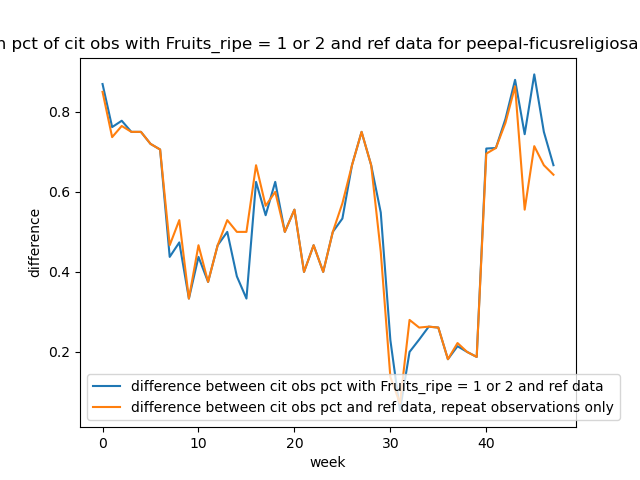 n pct of cit obs with Fruits_ripe = 1 or 2 and ref data for peepal-ficusreligiosa
difference
0.8
0.6
0.4
0.2
difference between cit obs pct with Fruits_ripe = 1 or 2 and ref data
difference between cit obs pct and ref data, repeat observations only
0 10 20 30 40
week